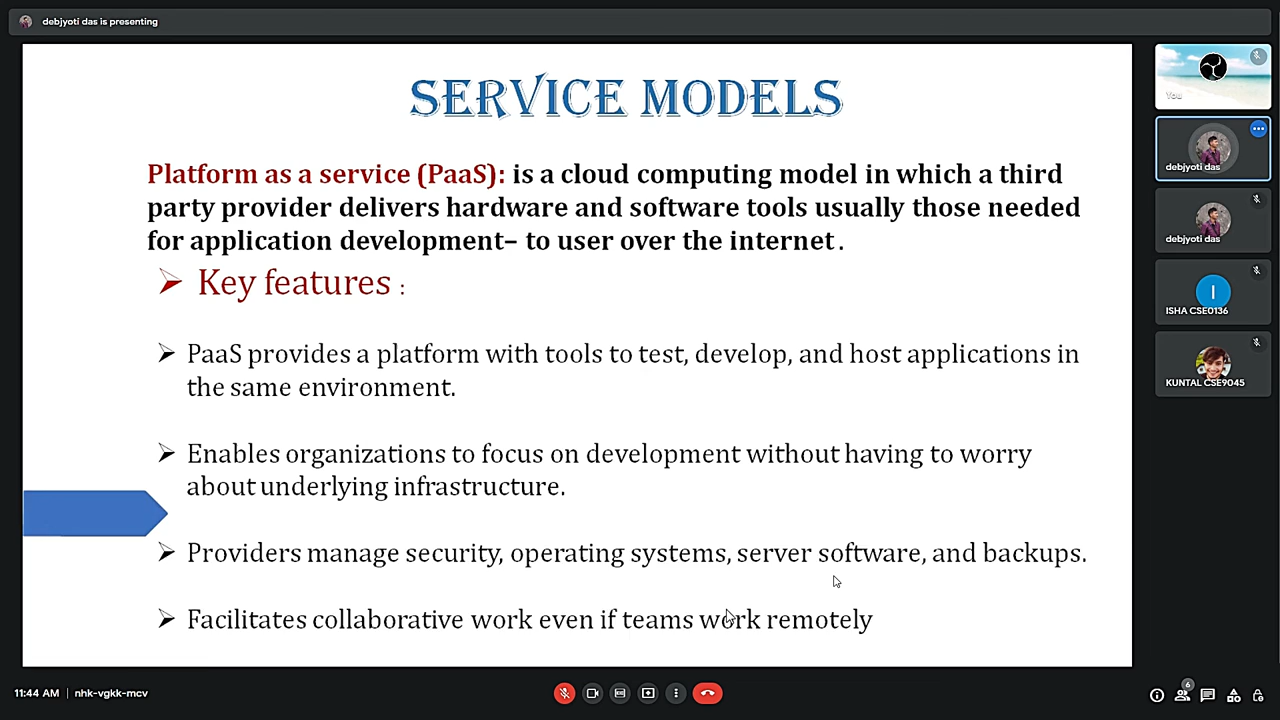 debjyoti das is presenting
SERVICE MODELS
Platform as a service (PaaS): is a cloud computing model in which a third
party provider delivers hardware and software tools usually those needed
for application development– to user over the internet .
Key features :
PaaS provides a platform with tools to test, develop, and host applications in
the same environment.
Enables organizations to focus on development without having to worry
about underlying infrastructure.
Providers manage security, operating systems, server software, and backups.
Facilitates collaborative work even if teams work remotely
You
debjyoti das
debjyoti das
I
ISHA CSE0136
KUNTAL CSE9045
11:44 AM | nhk-vgkk-mcv
6